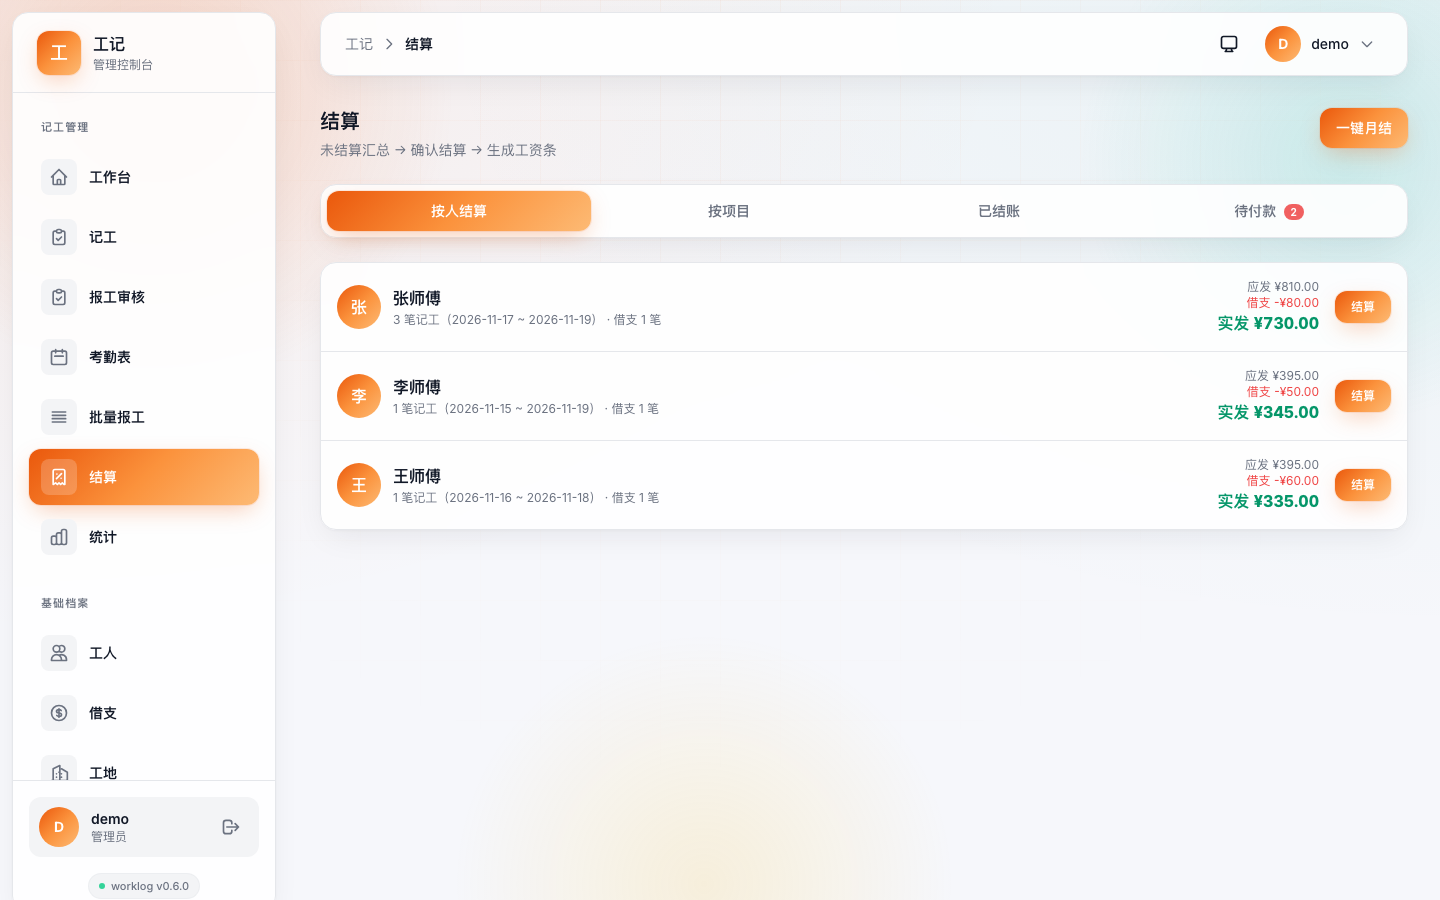 工
工记
管理控制台
记工管理
工作台
记工
报工审核
考勤表
批量报工
结算
统计
基础档案
工人
借支
工地
D
demo
管理员
worklog v0.6.0
工记
结算
D
demo
结算
未结算汇总 → 确认结算 → 生成工资条
一键月结
按人结算
按项目
已结账
待付款 2
张
张师傅
3 笔记工（2026-11-17 ~ 2026-11-19） · 借支 1 笔
应发 ¥810.00
借支 -¥80.00
实发 ¥730.00
结算
李
李师傅
1 笔记工（2026-11-15 ~ 2026-11-19） · 借支 1 笔
应发 ¥395.00
借支 -¥50.00
实发 ¥345.00
结算
王
王师傅
1 笔记工（2026-11-16 ~ 2026-11-18） · 借支 1 笔
应发 ¥395.00
借支 -¥60.00
实发 ¥335.00
结算